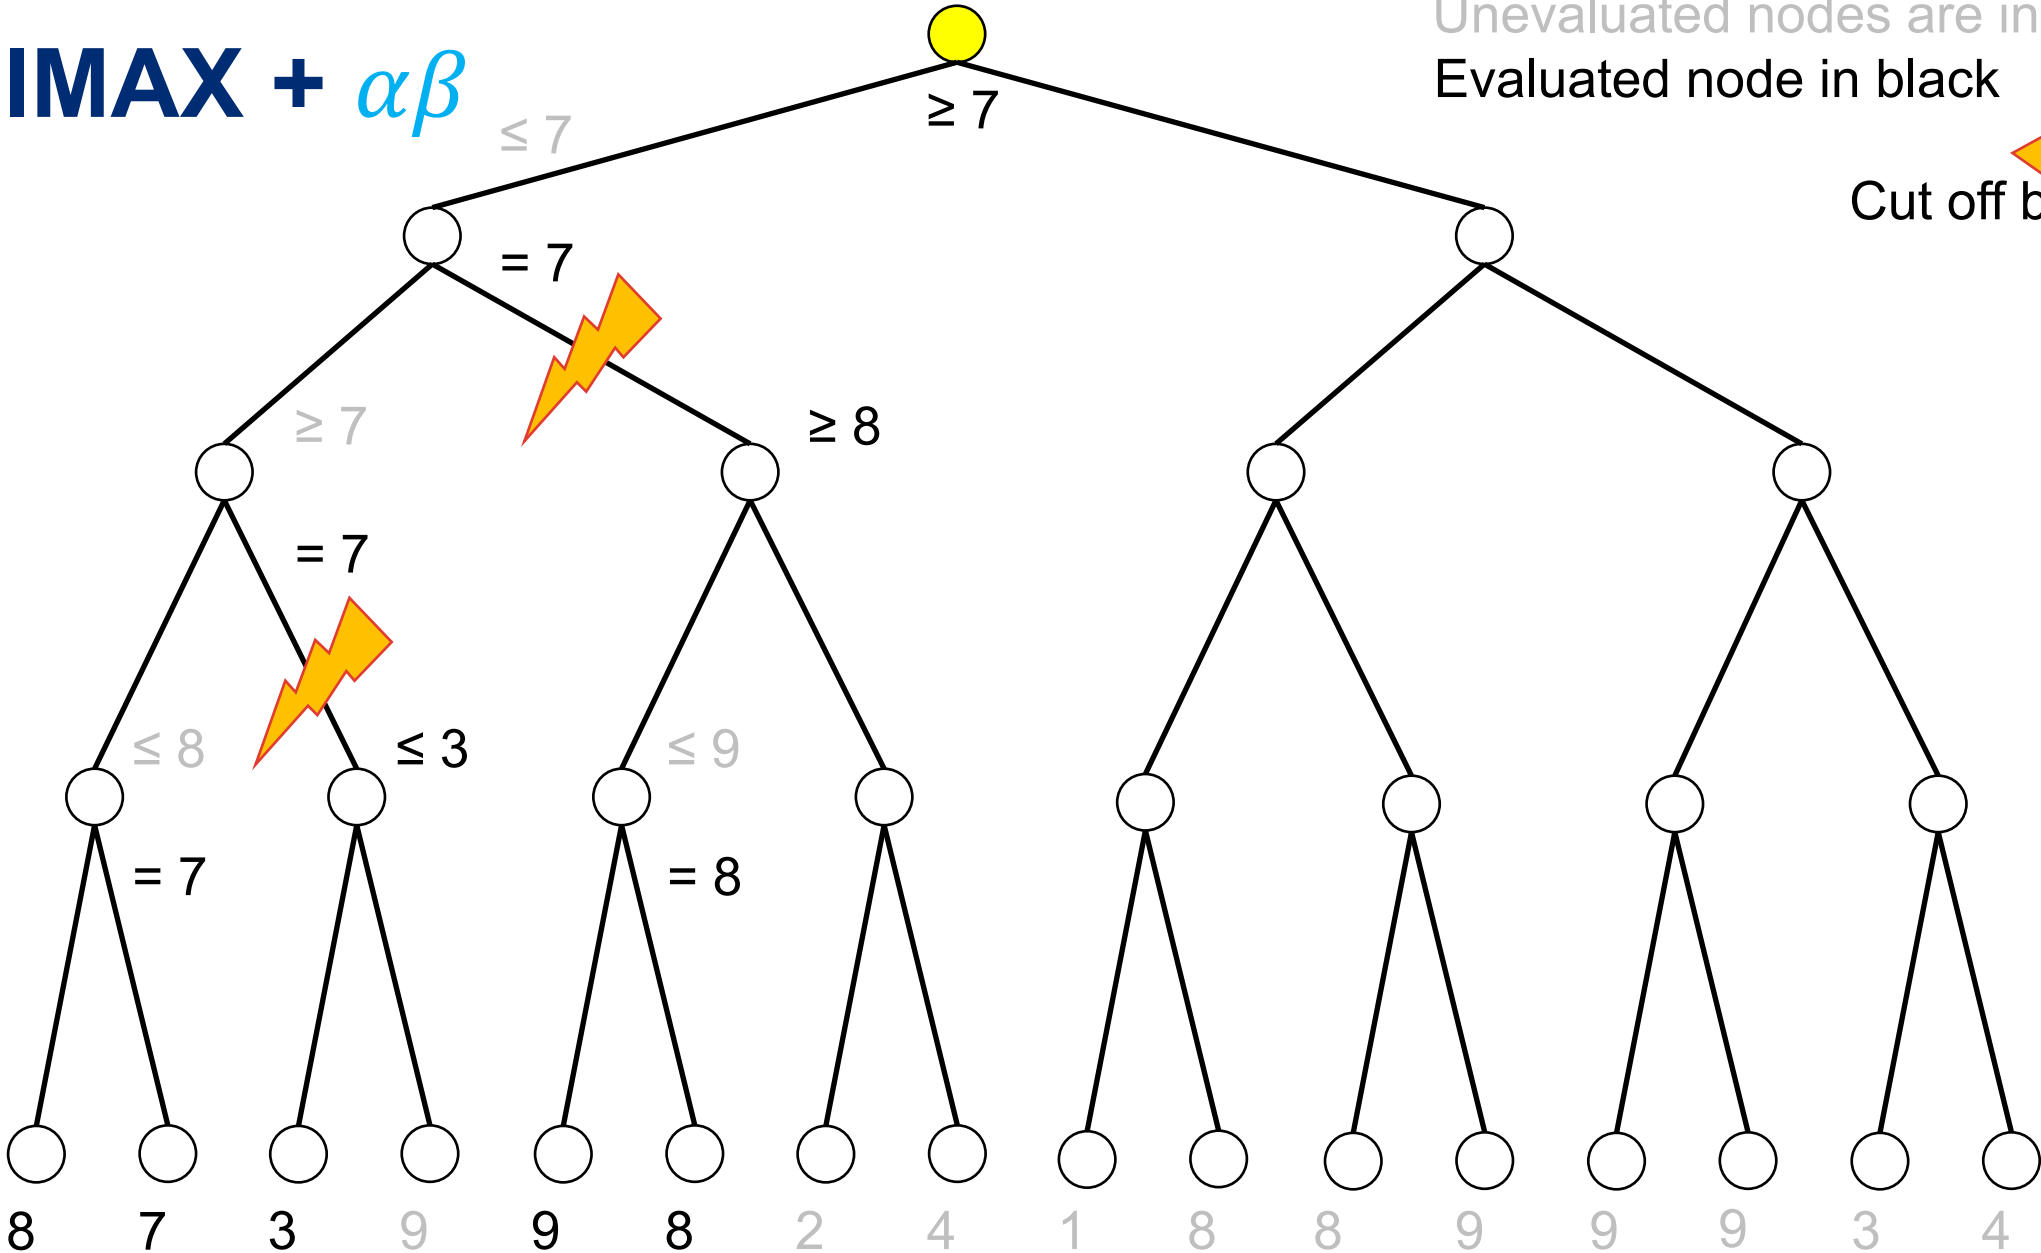 Unevaluated nodes are in
IMAX + αβ
Evaluated node in black
≤ 7
≥ 7
Cut off b
= 7
≥ 7
≥ 8
= 7
≤ 8
≤ 3
≤ 9
= 7
= 8
8 7 3 9 9 8 2 4 1 8 8 9 9 9 3 4